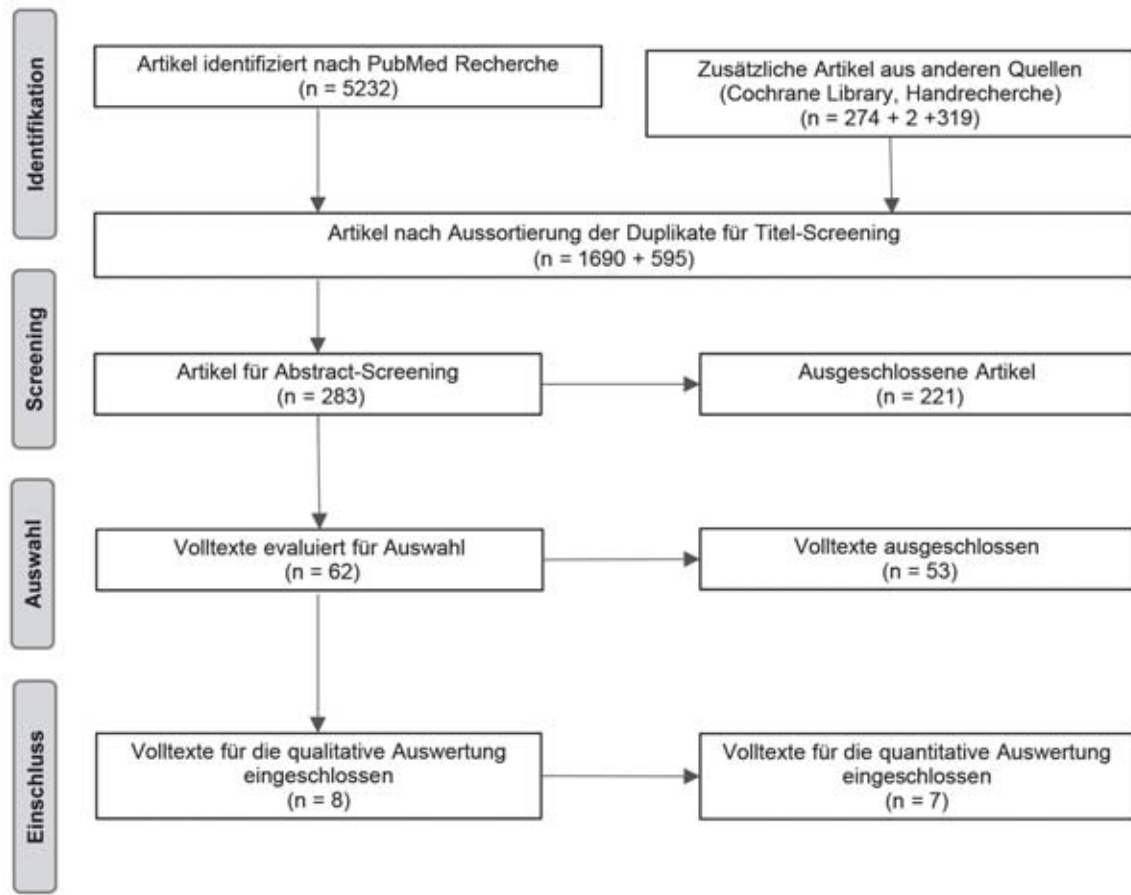 Identifikation
Artikel identifiziert nach PubMed Recherche
(n = 5232)
Zusätzliche Artikel aus anderen Quellen
(Cochrane Library, Handrecherche)
(n = 274 + 2 +319)
Artikel nach Aussortierung der Duplikate für Titel-Screening
(n = 1690 + 595)
Screening
Artikel für Abstract-Screening
(n = 283)
Ausgeschlossene Artikel
(n = 221)
Auswahl
Volltexte evaluiert für Auswahl
(n = 62)
Volltexte ausgeschlossen
(n = 53)
Einschluss
Volltexte für die qualitative Auswertung
eingeschlossen
(n = 8)
Volltexte für die quantitative Auswertung
eingeschlossen
(n = 7)